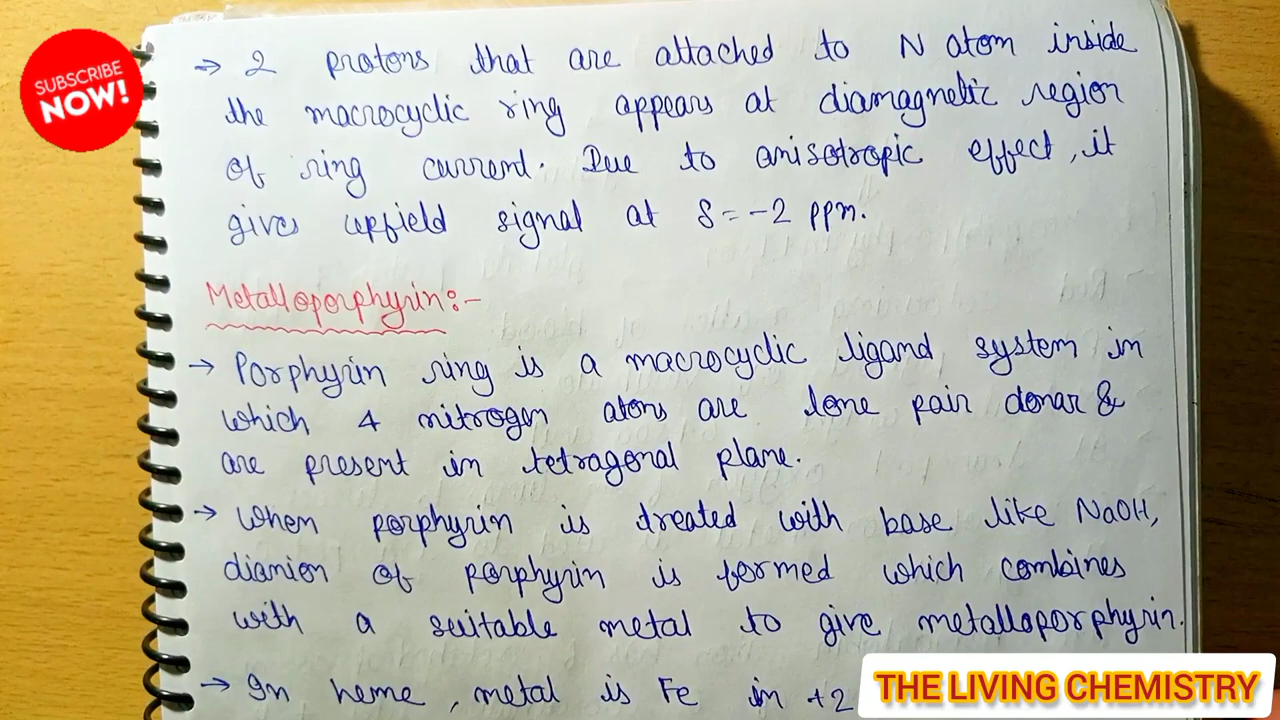 SUBSCRIBE
NOW!
→ 2 protons that are attached to N atom inside
the macrocyclic ring appears at diamagnetic region
of ring current. Due to anisotropic effect, it
gives upfield signal at δ = -2 ppm.
Metalloporphyrin:-
→ Porphyrin ring is a macrocyclic ligand system in
which 4 nitrogen atoms are lone pair donar &
are present in tetragonal plane.
→ When porphyrin is treated with base like NaOH,
dianion of porphyrin is formed which combines
with a suitable metal to give metalloporphyrin.
→ In heme, metal is Fe in +2
THE LIVING CHEMISTRY